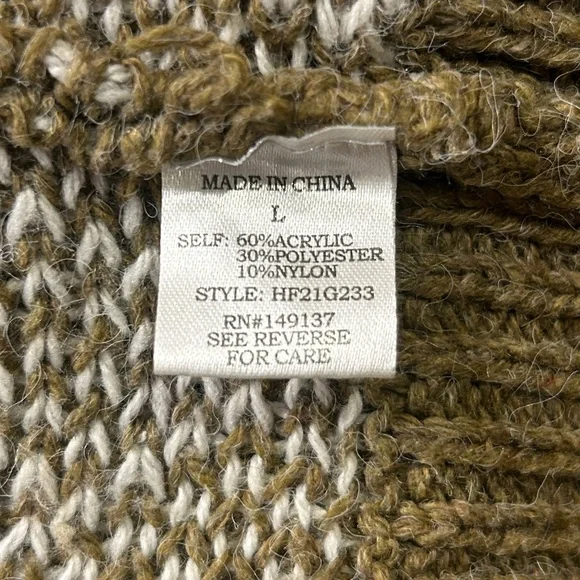 MADE IN CHINA
L
SELF: 60%ACRYLIC
30%POLYESTER
10%NYLON
STYLE: HF21G233
RN#149137
SEE REVERSE
FOR CARE